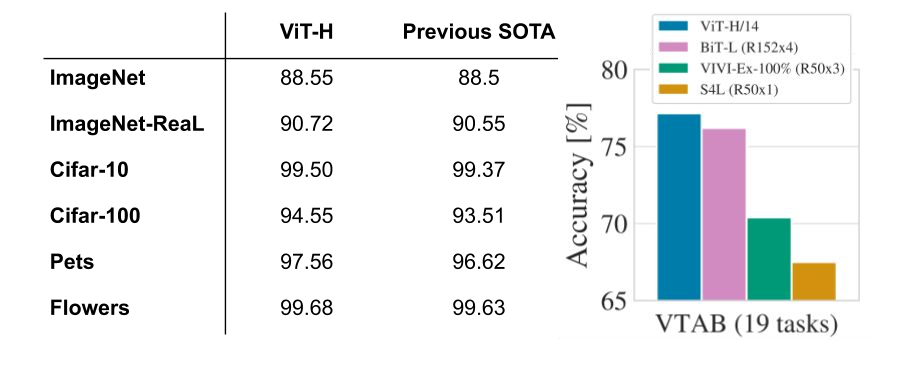 ViT-H Previous SOTA
ImageNet 88.55 88.5
ImageNet-ReaL 90.72 90.55
Cifar-10 99.50 99.37
Cifar-100 94.55 93.51
Pets 97.56 96.62
Flowers 99.68 99.63
ViT-H/14
BiT-L (R152x4)
VIVI-Ex-100% (R50x3)
S4L (R50x1)
Accuracy [%]
80
75
70
65
VTAB (19 tasks)